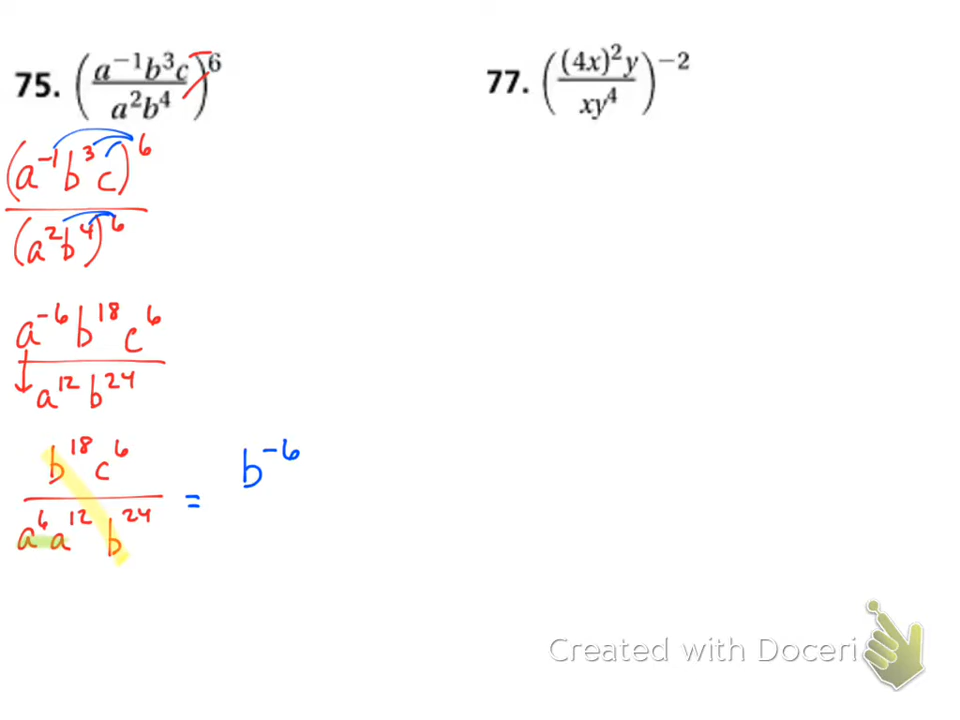 75. (a⁻¹b³c / a²b⁴)⁶
(a⁻¹b³c)⁶
(a²b⁴)⁶
a⁻⁶b¹⁸c⁶
a¹²b²⁴
b¹⁸c⁶
a⁶a¹²b²⁴
= b⁻⁶
77. ((4x)²y / xy⁴)⁻²
Created with Doceri